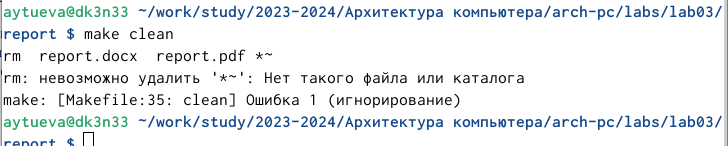 aytueva@dk3n33 ~/work/study/2023-2024/Архитектура компьютера/arch-pc/labs/lab03/
report $ make clean
rm  report.docx  report.pdf *~
rm: невозможно удалить '*~': Нет такого файла или каталога
make: [Makefile:35: clean] Ошибка 1 (игнорирование)
aytueva@dk3n33 ~/work/study/2023-2024/Архитектура компьютера/arch-pc/labs/lab03/
report $